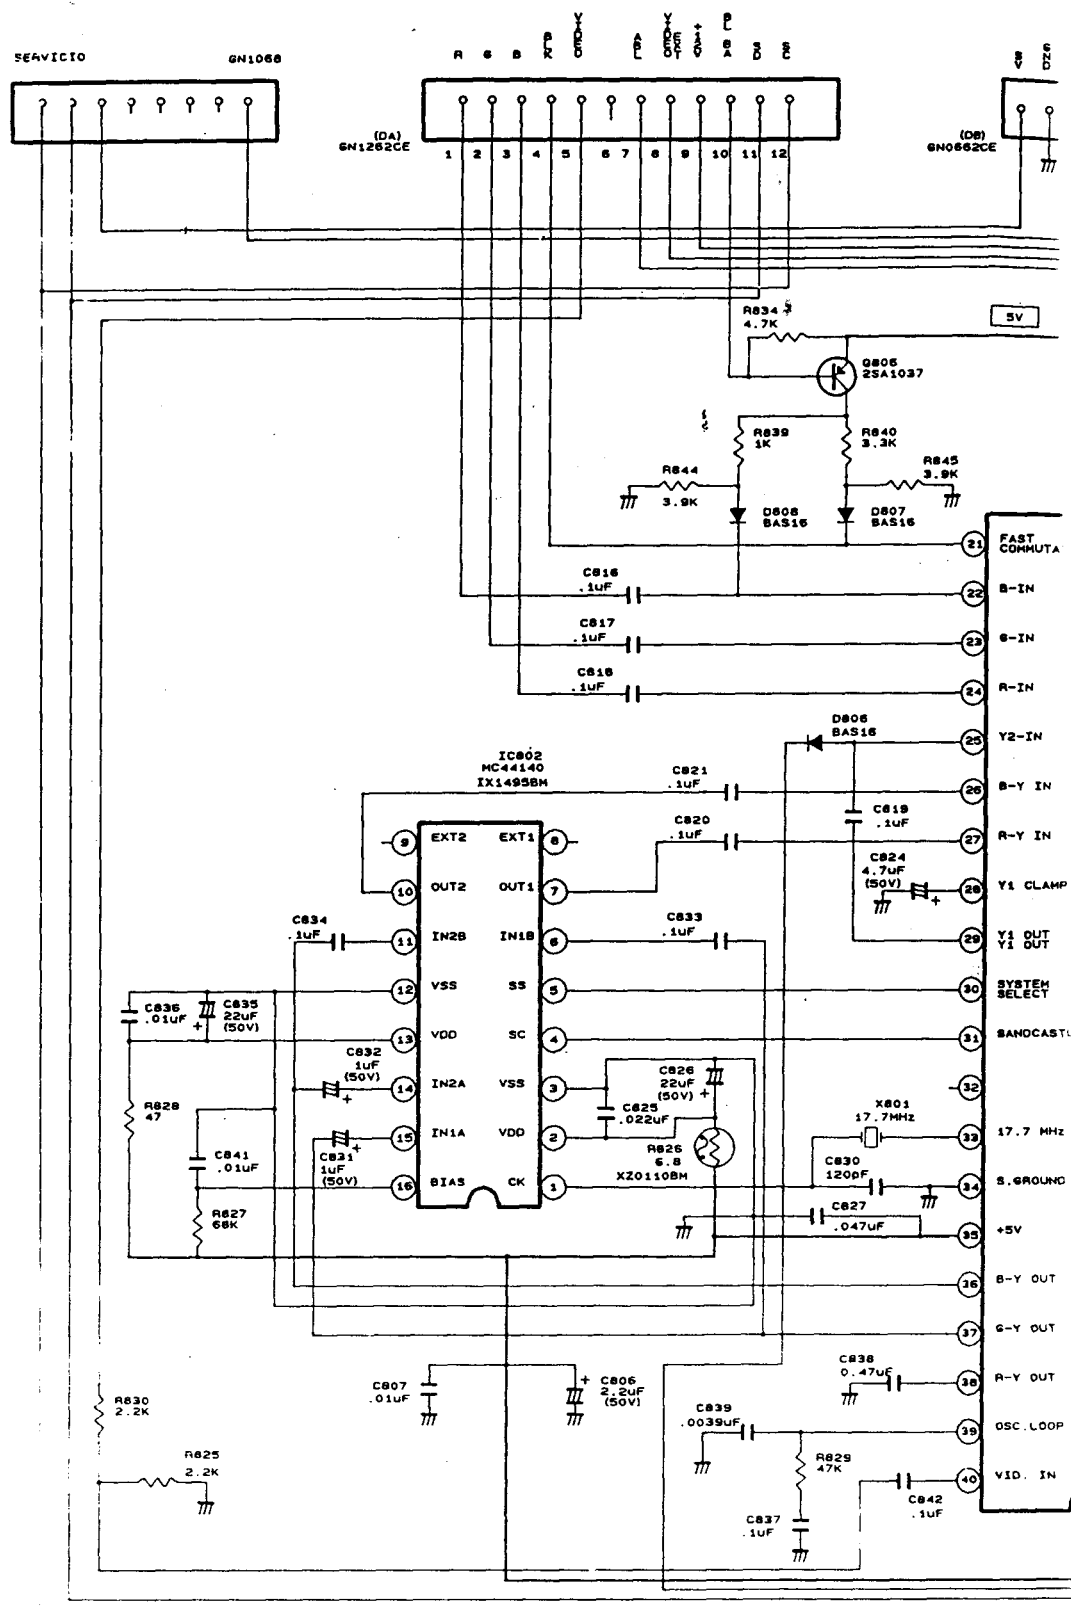 SERVICIO
GN1068
R
G
B
BLK
VIDEO
ABL
VIDEO
EXT
+12V
BL BA
SD
SC
5V
GND
(DA)
GN1262CE
1 2 3 4 5 6 7 8 9 10 11 12
(DB)
GN0662CE
R834
4.7K
5V
Q806
2SA1037
R839
1K
R840
3.3K
R844
3.9K
R845
3.9K
D808
BAS16
D807
BAS16
21
FAST
COMMUTA
C816
.1uF
22
B-IN
C817
.1uF
23
G-IN
C818
.1uF
24
R-IN
D806
BAS16
25
Y2-IN
IC802
MC44140
IX1495BM
C821
.1uF
26
B-Y IN
C819
.1uF
C820
.1uF
27
R-Y IN
9
EXT2
EXT1
8
C824
4.7uF
(50V)
+
28
Y1 CLAMP
10
OUT2
OUT1
7
C834
.1uF
11
IN2B
IN1B
6
C833
.1uF
29
Y1 OUT
Y1 OUT
12
VSS
SS
5
30
SYSTEM
SELECT
C836
.01uF
C835
22uF
(50V)
+
13
VDD
SC
4
31
SANDCASTL
C832
1uF
(50V)
+
14
IN2A
VSS
3
C826
22uF
(50V)
+
32
R828
47
C825
.022uF
X801
17.7MHz
15
IN1A
VDD
2
33
17.7 MHz
C831
1uF
(50V)
+
R826
6.8
XZ0110BM
C841
.01uF
C830
120pF
16
BIAS
CK
1
34
S.GROUND
R827
68K
C827
.047uF
35
+5V
36
B-Y OUT
37
G-Y OUT
C807
.01uF
C806
2.2uF
(50V)
+
C838
0.47uF
38
R-Y OUT
R830
2.2K
C839
.0039uF
39
OSC.LOOP
R825
2.2K
R829
47K
40
VID. IN
C842
.1uF
C837
.1uF